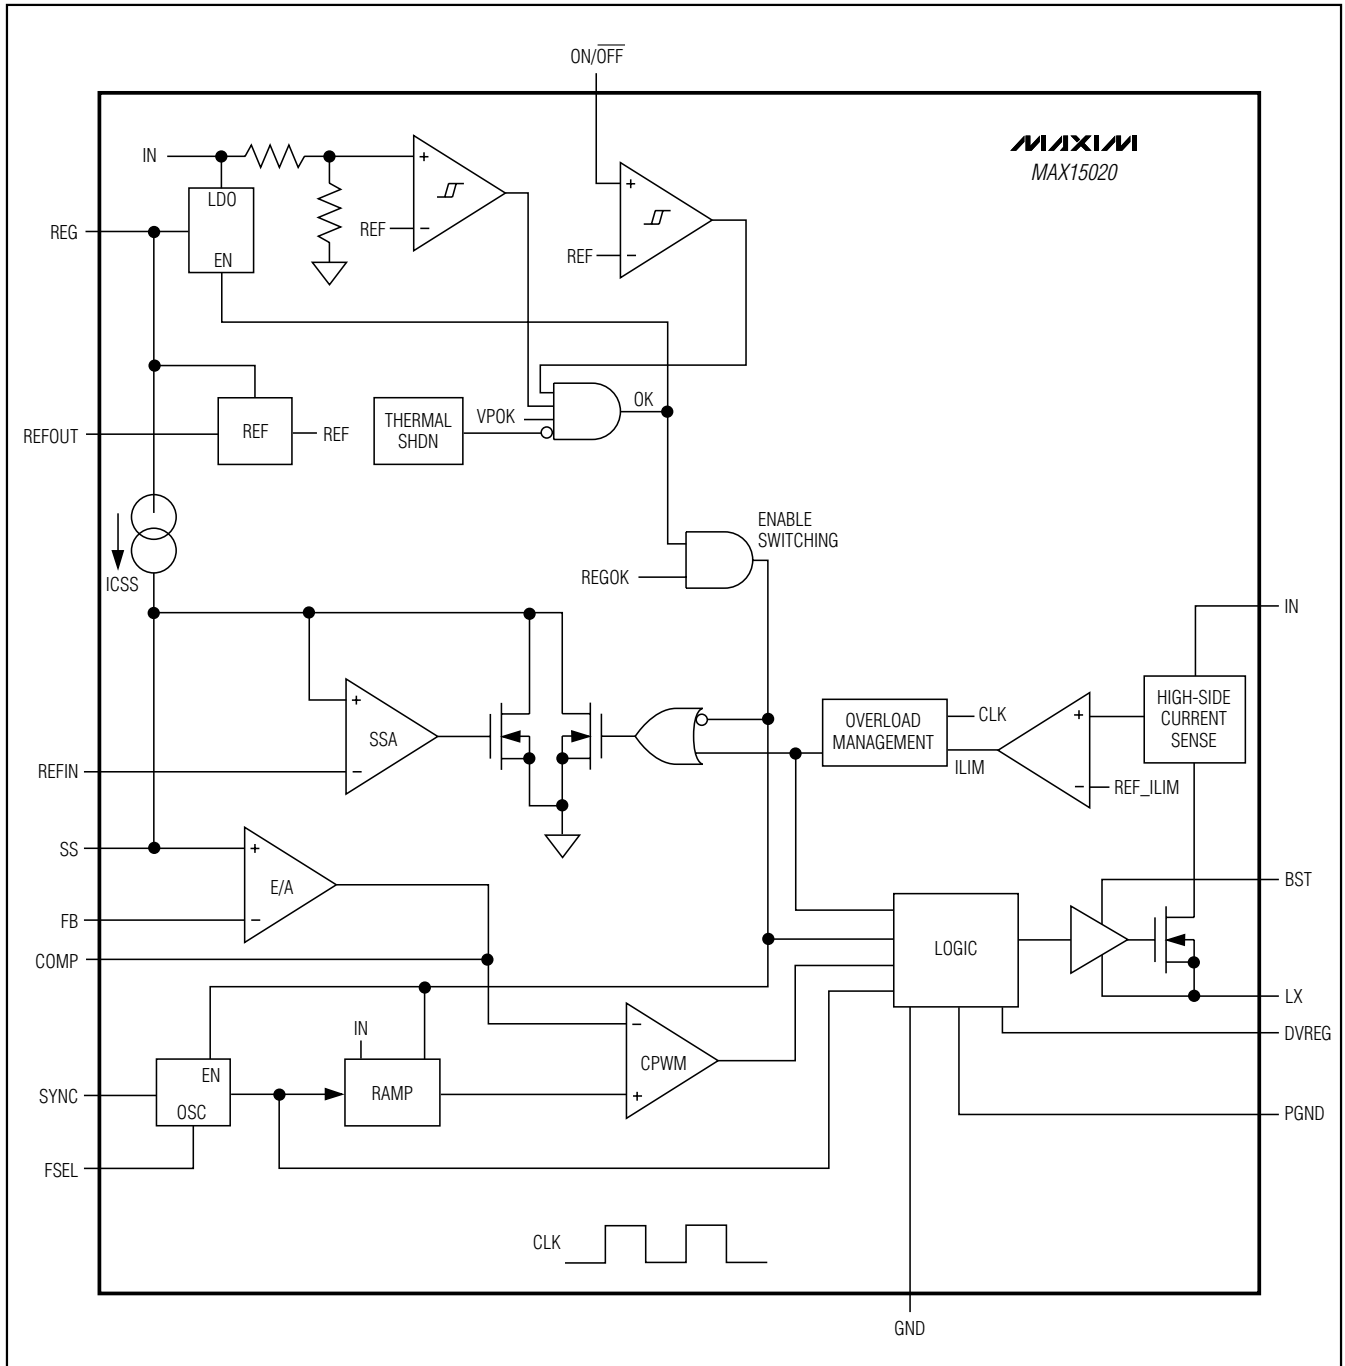 ON/OFF
MAXIM
MAX15020
IN
LDO
EN
REG
+
REF
−
+
REF
−
REFOUT
REF
REF
THERMAL
SHDN
VPOK
OK
ICSS
REGOK
ENABLE
SWITCHING
IN
HIGH-SIDE
CURRENT
SENSE
+
SSA
−
REFIN
OVERLOAD
MANAGEMENT
CLK
ILIM
+
−
REF_ILIM
SS
+
E/A
−
FB
COMP
LOGIC
BST
LX
DVREG
PGND
IN
RAMP
−
CPWM
+
SYNC
EN
OSC
FSEL
CLK
GND